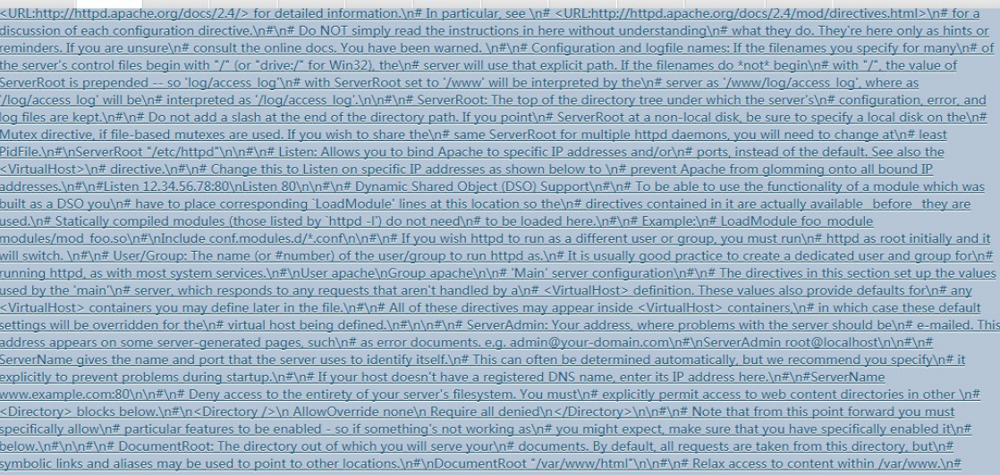 <URL:http://httpd.apache.org/docs/2.4/> for detailed information.\n# In particular, see \n# <URL:http://httpd.apache.org/docs/2.4/mod/directives.html>\n# for a
discussion of each configuration directive.\n#\n# Do NOT simply read the instructions in here without understanding\n# what they do. They're here only as hints or
reminders. If you are unsure\n# consult the online docs. You have been warned. \n#\n# Configuration and logfile names: If the filenames you specify for many\n# of
the server's control files begin with "/" (or "drive:/" for Win32), the\n# server will use that explicit path. If the filenames do *not* begin\n# with "/", the value of
ServerRoot is prepended -- so 'log/access_log'\n# with ServerRoot set to '/www' will be interpreted by the\n# server as '/www/log/access_log', where as
'/log/access_log' will be\n# interpreted as '/log/access_log'.\n\n#\n# ServerRoot: The top of the directory tree under which the server's\n# configuration, error, and
log files are kept.\n#\n# Do not add a slash at the end of the directory path. If you point\n# ServerRoot at a non-local disk, be sure to specify a local disk on the\n#
Mutex directive, if file-based mutexes are used. If you wish to share the\n# same ServerRoot for multiple httpd daemons, you will need to change at\n# least
PidFile.\n#\nServerRoot "/etc/httpd"\n\n#\n# Listen: Allows you to bind Apache to specific IP addresses and/or\n# ports, instead of the default. See also the
<VirtualHost>\n# directive.\n#\n# Change this to Listen on specific IP addresses as shown below to \n# prevent Apache from glomming onto all bound IP
addresses.\n#\n#Listen 12.34.56.78:80\nListen 80\n\n#\n# Dynamic Shared Object (DSO) Support\n#\n# To be able to use the functionality of a module which was
built as a DSO you\n# have to place corresponding `LoadModule' lines at this location so the\n# directives contained in it are actually available _before_ they are
used.\n# Statically compiled modules (those listed by `httpd -l') do not need\n# to be loaded here.\n#\n# Example:\n# LoadModule foo_module
modules/mod_foo.so\n#\nInclude conf.modules.d/*.conf\n\n#\n# If you wish httpd to run as a different user or group, you must run\n# httpd as root initially and it
will switch. \n#\n# User/Group: The name (or #number) of the user/group to run httpd as.\n# It is usually good practice to create a dedicated user and group for\n#
running httpd, as with most system services.\n#\nUser apache\nGroup apache\n\n# 'Main' server configuration\n#\n# The directives in this section set up the values
used by the 'main'\n# server, which responds to any requests that aren't handled by a\n# <VirtualHost> definition. These values also provide defaults for\n# any
<VirtualHost> containers you may define later in the file.\n#\n# All of these directives may appear inside <VirtualHost> containers,\n# in which case these default
settings will be overridden for the\n# virtual host being defined.\n#\n\n#\n# ServerAdmin: Your address, where problems with the server should be\n# e-mailed. This
address appears on some server-generated pages, such\n# as error documents. e.g. admin@your-domain.com\n#\nServerAdmin root@localhost\n\n#\n#
ServerName gives the name and port that the server uses to identify itself.\n# This can often be determined automatically, but we recommend you specify\n# it
explicitly to prevent problems during startup.\n#\n# If your host doesn't have a registered DNS name, enter its IP address here.\n#\n#ServerName
www.example.com:80\n\n#\n# Deny access to the entirety of your server's filesystem. You must\n# explicitly permit access to web content directories in other \n#
<Directory> blocks below.\n#\n<Directory />\n AllowOverride none\n Require all denied\n</Directory>\n\n\n# Note that from this point forward you must
specifically allow\n# particular features to be enabled - so if something's not working as\n# you might expect, make sure that you have specifically enabled it\n#
below.\n#\n\n#\n# DocumentRoot: The directory out of which you will serve your\n# documents. By default, all requests are taken from this directory, but\n#
symbolic links and aliases may be used to point to other locations.\n#\nDocumentRoot "/var/www/html"\n\n#\n# Relax access to content within /var/www.\n#